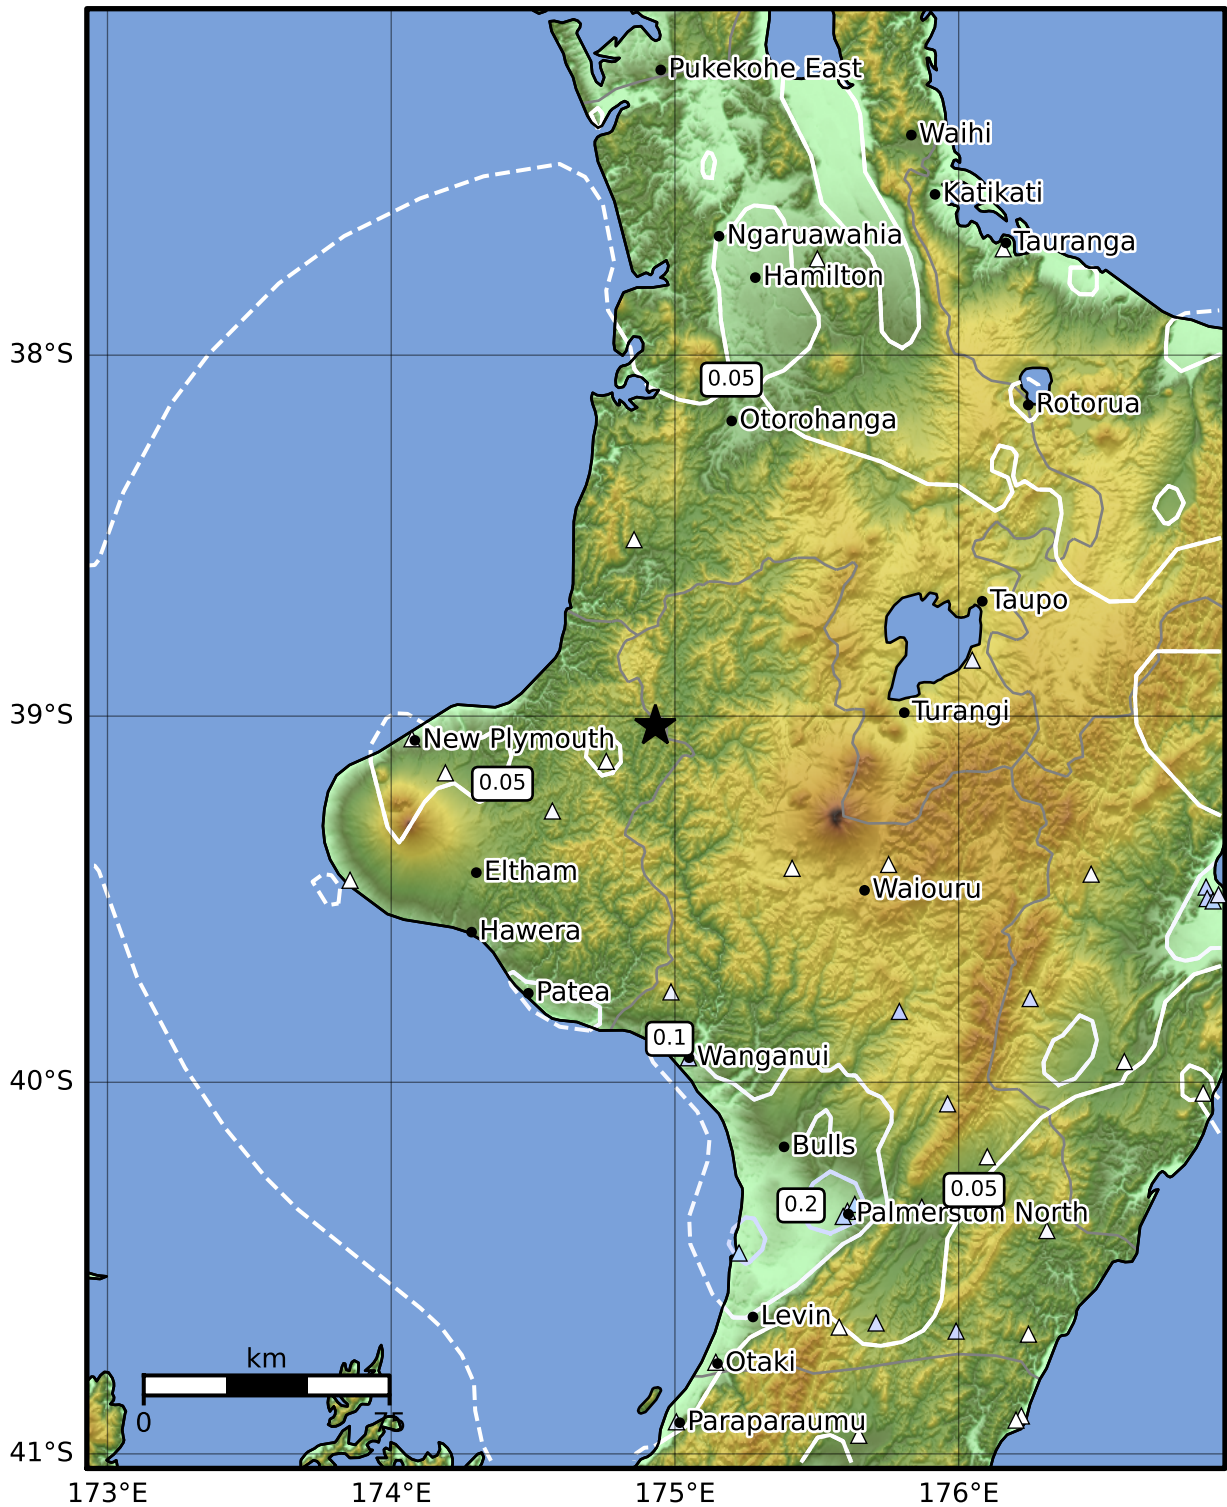 Pukekohe East
Waihi
Katikati
Ngaruawahia
Tauranga
Hamilton
38°S
0.05
Rotorua
Otorohanga
Taupo
39°S
Turangi
New Plymouth
0.05
Eltham
Waiouru
Hawera
Patea
0.1
Wanganui
40°S
Bulls
0.05
0.2
Palmerston North
Levin
km
Otaki
0
Paraparaumu
41°S
173°E
174°E
175°E
176°E